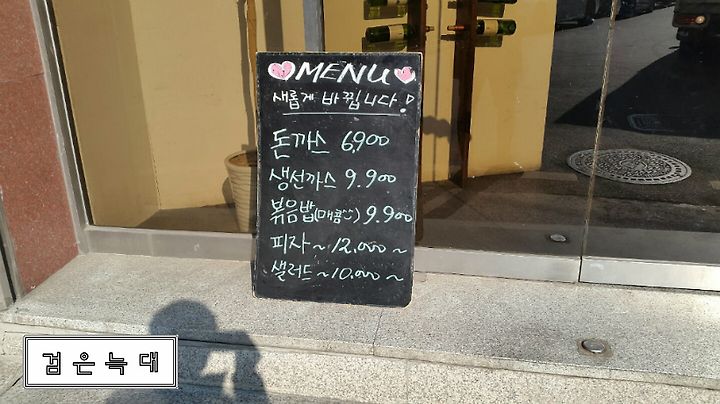 MENU
새롭게 바뀝니다!
돈까스 6,900
생선까스 9.900
볶음밥(매콤) 9.900
피자 ~ 12,000 ~
샐러드 ~ 10,000 ~
검은늑대